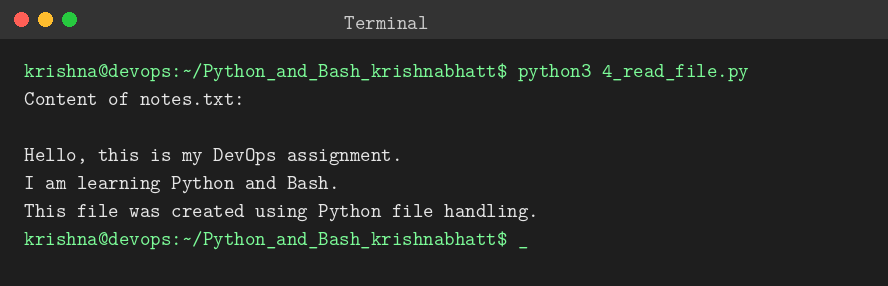 Terminal
krishna@devops:~/Python_and_Bash_krishnabhatt$ python3 4_read_file.py
Content of notes.txt:
Hello, this is my DevOps assignment.
I am learning Python and Bash.
This file was created using Python file handling.
krishna@devops:~/Python_and_Bash_krishnabhatt$ _